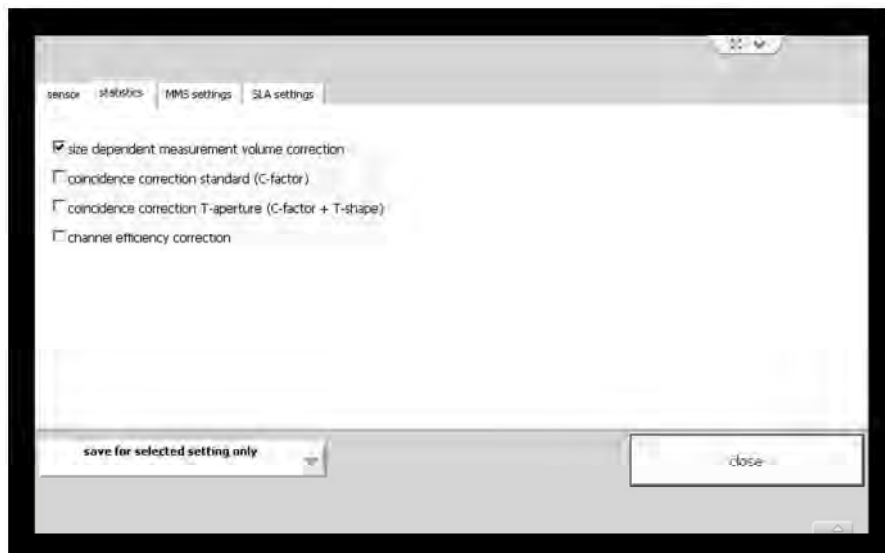 sensor statistics MMS settings SLA settings
size dependent measurement volume correction
coincidence correction standard (C-factor)
coincidence correction T-aperture (C-factor + T-shape)
channel efficiency correction
save for selected setting only
close